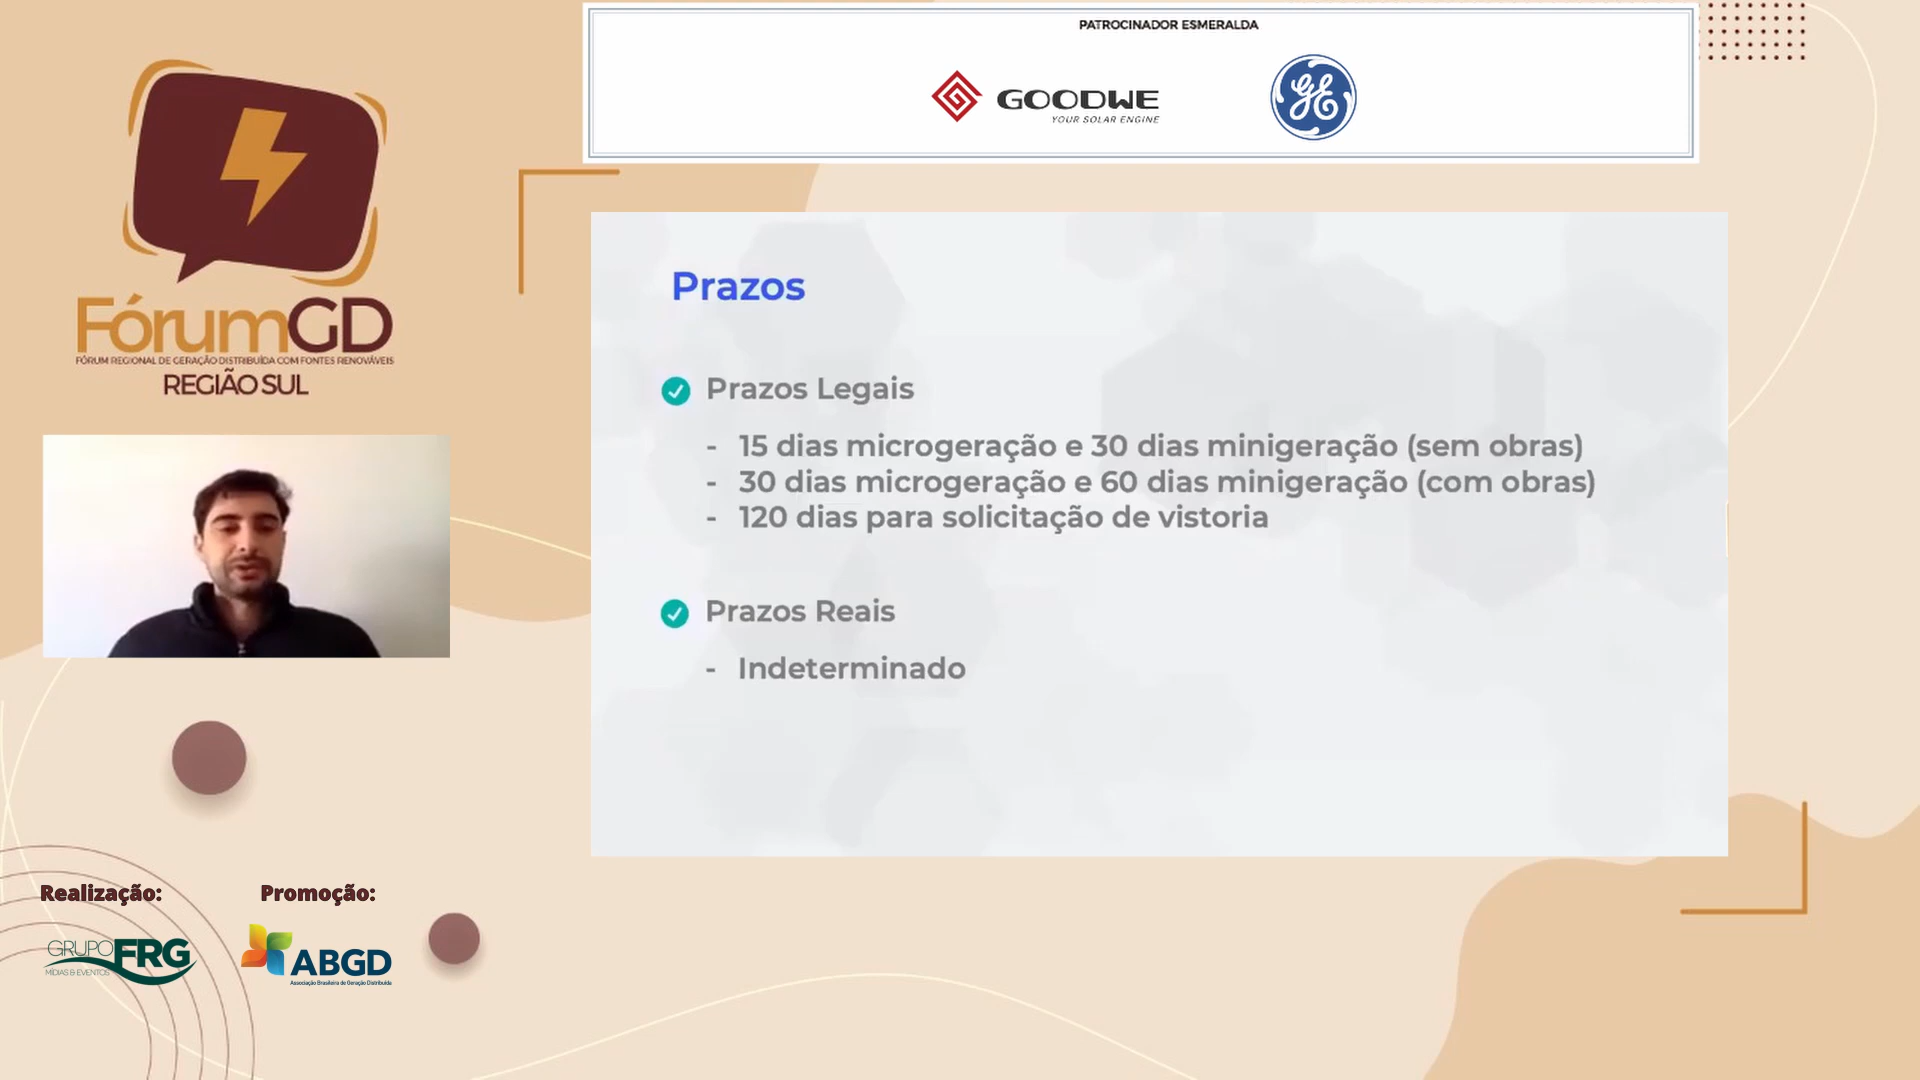 PATROCINADOR ESMERALDA
GOODWE
YOUR SOLAR ENGINE
GE
FórumGD
FÓRUM REGIONAL DE GERAÇÃO DISTRIBUÍDA COM FONTES RENOVÁVEIS
REGIÃO SUL
Prazos
Prazos Legais
- 15 dias microgeração e 30 dias minigeração (sem obras)
- 30 dias microgeração e 60 dias minigeração (com obras)
- 120 dias para solicitação de vistoria
Prazos Reais
- Indeterminado
Realização:
Promoção:
GRUPO FRG
MÍDIAS & EVENTOS
ABGD
Associação Brasileira de Geração Distribuída